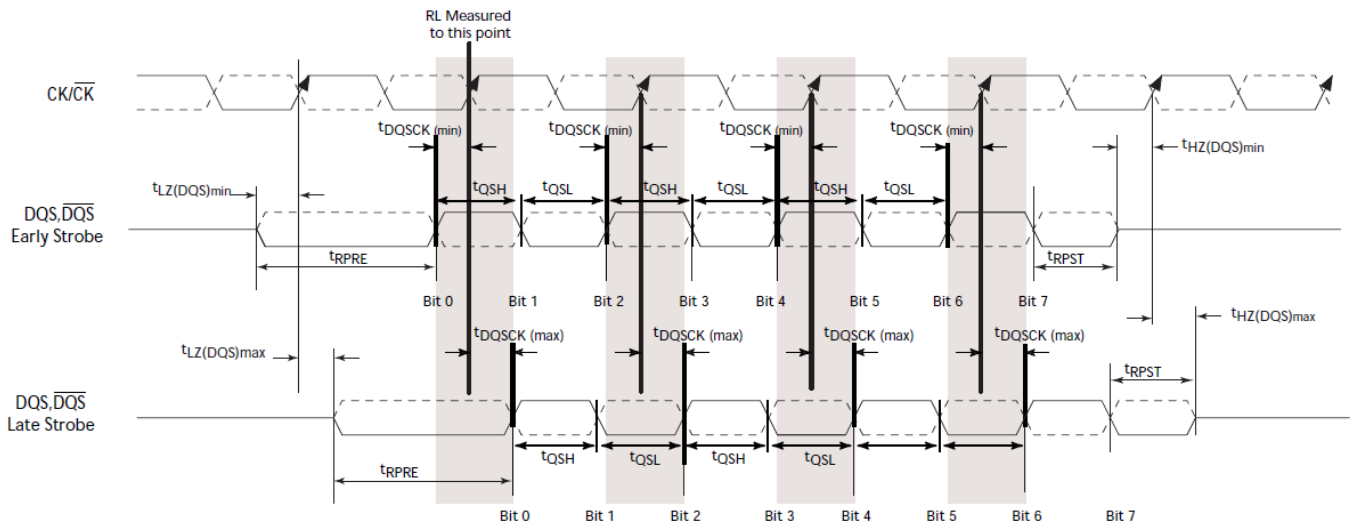 RL Measured
to this point
CK/C̅K̅
tDQSCK (min) tDQSCK (min) tDQSCK (min) tDQSCK (min)
tHZ(DQS)min
tLZ(DQS)min
tQSH tQSL tQSH tQSL tQSH tQSL
DQS,D̅Q̅S̅
Early Strobe
tRPRE
tRPST
Bit 0 Bit 1 Bit 2 Bit 3 Bit 4 Bit 5 Bit 6 Bit 7
tHZ(DQS)max
tDQSCK (max) tDQSCK (max) tDQSCK (max) tDQSCK (max)
tLZ(DQS)max
tRPST
DQS,D̅Q̅S̅
Late Strobe
tQSH tQSL tQSH tQSL
tRPRE
Bit 0 Bit 1 Bit 2 Bit 3 Bit 4 Bit 5 Bit 6 Bit 7